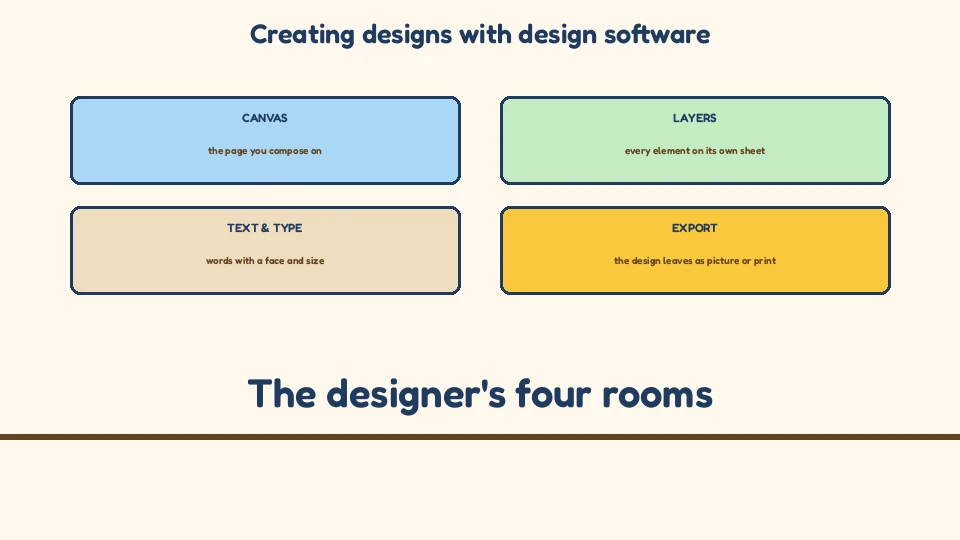 Creating designs with design software
CANVAS
the page you compose on
LAYERS
every element on its own sheet
TEXT & TYPE
words with a face and size
EXPORT
the design leaves as picture or print
The designer's four rooms